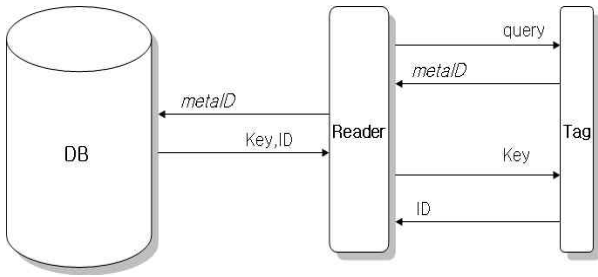 query
metaID
metaID
Key,ID
DB
Reader
Tag
Key
ID